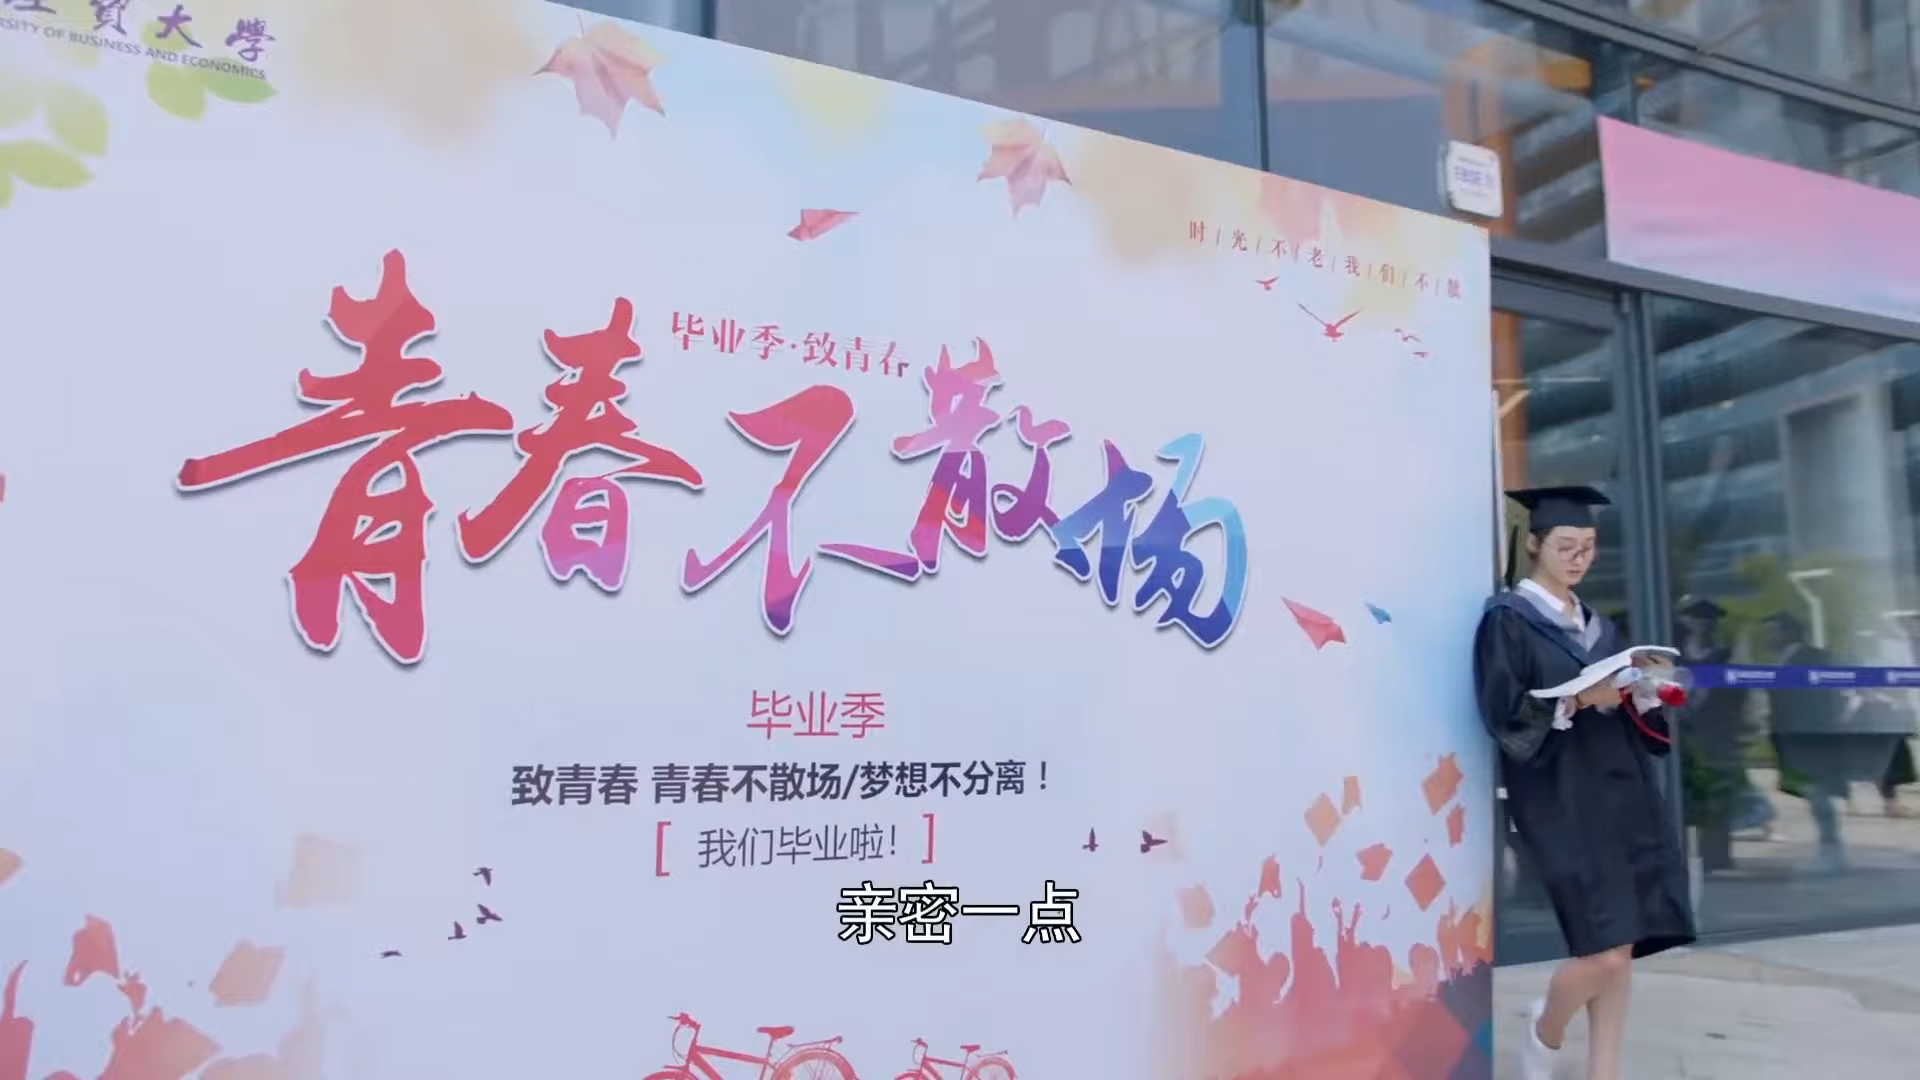 贸大學
RSITY OF BUSINESS AND ECONOMICS
时|光|不|老|我|们|不|散
毕业季·致青春
青春不散场
毕业季
致青春 青春不散场/梦想不分离！
[ 我们毕业啦! ]
亲密一点